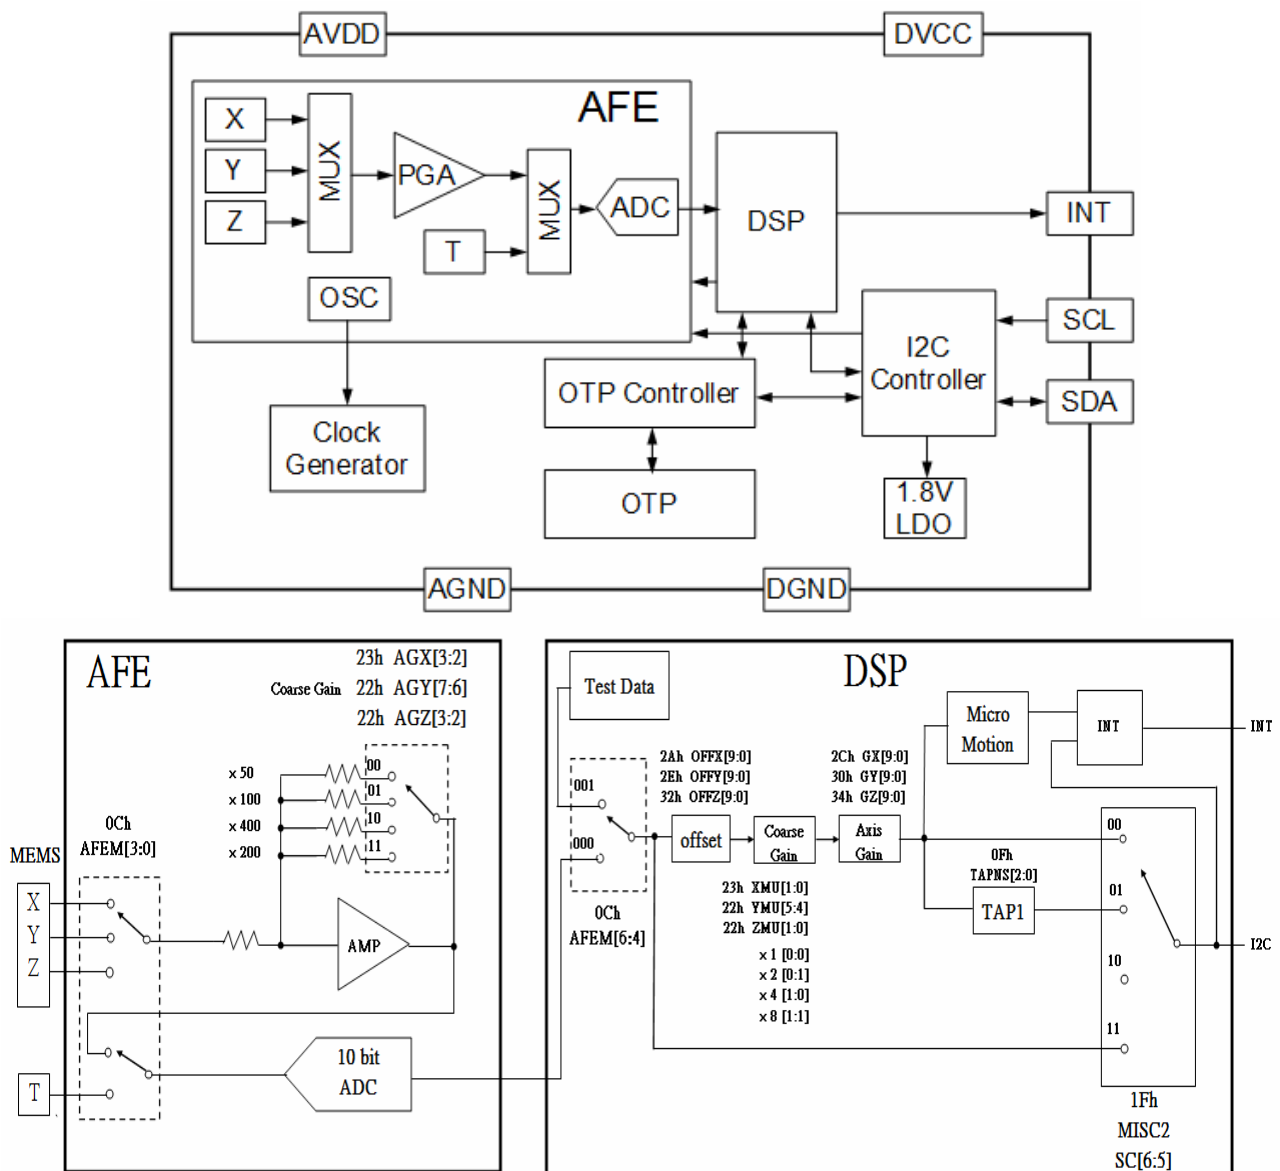 AVDD
DVCC
AFE
X
Y
Z
MUX
PGA
MUX
T
ADC
DSP
INT
OSC
SCL
I2C
Controller
SDA
OTP Controller
Clock
Generator
OTP
1.8V
LDO
AGND
DGND
AFE
23h AGX[3:2]
Coarse Gain 22h AGY[7:6]
22h AGZ[3:2]
x 50
x 100
x 400
x 200
00
01
10
11
0Ch
AFEM[3:0]
MEMS
X
Y
Z
AMP
T
10 bit
ADC
DSP
Test Data
001
000
0Ch
AFEM[6:4]
2Ah OFFX[9:0]
2Eh OFFY[9:0]
32h OFFZ[9:0]
2Ch GX[9:0]
30h GY[9:0]
34h GZ[9:0]
offset
Coarse
Gain
Axis
Gain
23h XMU[1:0]
22h YMU[5:4]
22h ZMU[1:0]
x 1 [0:0]
x 2 [0:1]
x 4 [1:0]
x 8 [1:1]
Micro
Motion
INT
INT
0Fh
TAPNS[2:0]
TAP1
00
01
10
11
I2C
1Fh
MISC2
SC[6:5]